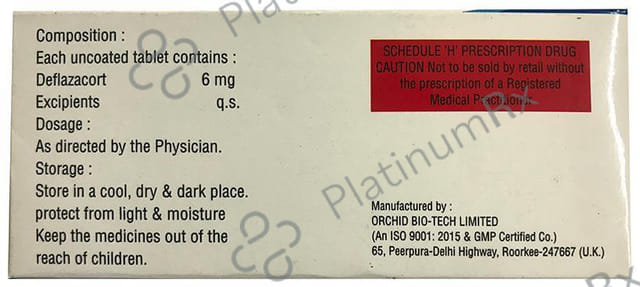 Composition :
Each uncoated tablet contains :
Deflazacort 6 mg
Excipients q.s.
Dosage :
As directed by the Physician.
Storage :
Store in a cool, dry & dark place.
protect from light & moisture
Keep the medicines out of the
reach of children.
SCHEDULE 'H' PRESCRIPTION DRUG
CAUTION Not to be sold by retail without
the prescription of a Registered
Medical Practitioner
Manufactured by :
ORCHID BIO-TECH LIMITED
(An ISO 9001: 2015 & GMP Certified Co.)
65, Peerpura-Delhi Highway, Roorkee-247667 (U.K.)
PlatinumRx
PlatinumRx